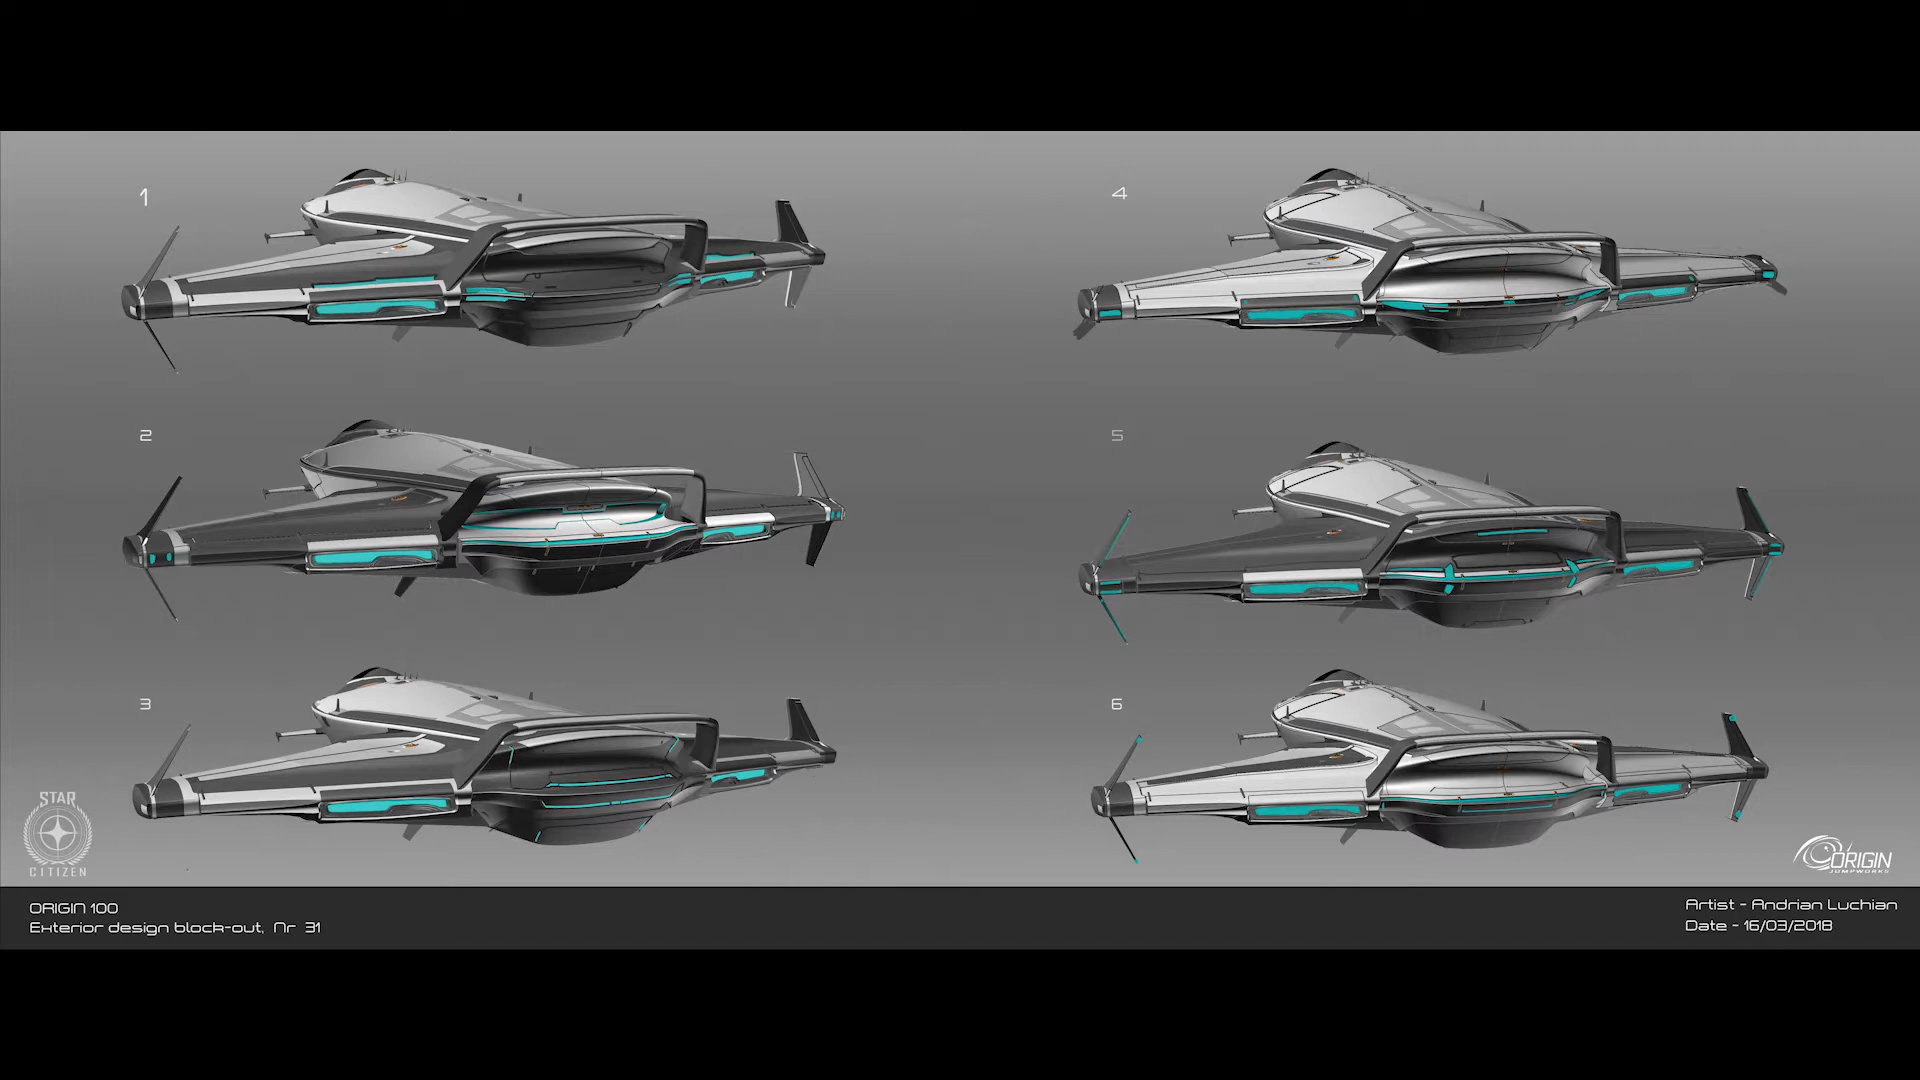 1
4
2
5
3
6
STAR
CITIZEN
ORIGIN
JUMPWORKS
ORIGIN 100
Exterior design block-out, Nr 31
Artist - Andrian Luchian
Date - 16/03/2018